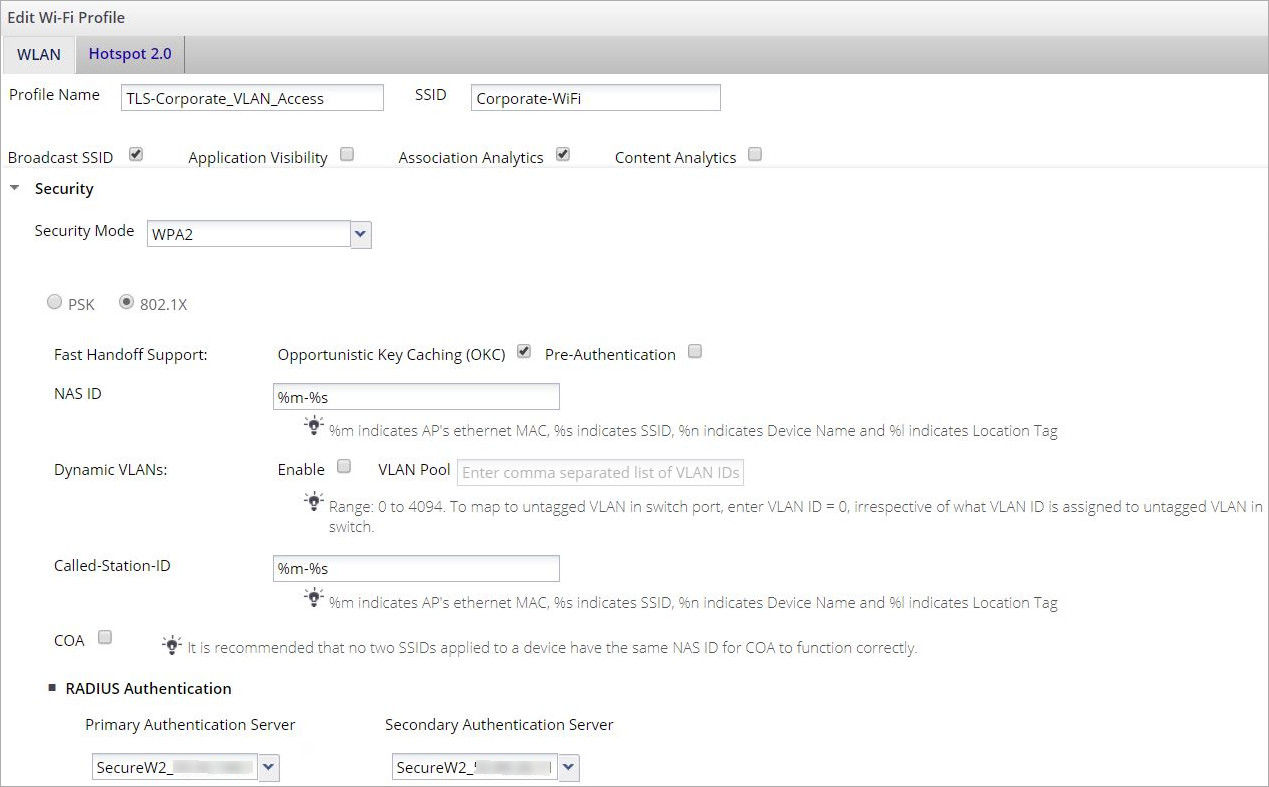 Edit Wi-Fi Profile
WLAN Hotspot 2.0
Profile Name TLS-Corporate_VLAN_Access SSID Corporate-WiFi
Broadcast SSID Application Visibility Association Analytics Content Analytics
Security
Security Mode WPA2
PSK 802.1X
Fast Handoff Support: Opportunistic Key Caching (OKC) Pre-Authentication
NAS ID %m-%s
%m indicates AP's ethernet MAC, %s indicates SSID, %n indicates Device Name and %l indicates Location Tag
Dynamic VLANs: Enable VLAN Pool Enter comma separated list of VLAN IDs
Range: 0 to 4094. To map to untagged VLAN in switch port, enter VLAN ID = 0, irrespective of what VLAN ID is assigned to untagged VLAN in
switch.
Called-Station-ID %m-%s
%m indicates AP's ethernet MAC, %s indicates SSID, %n indicates Device Name and %l indicates Location Tag
COA It is recommended that no two SSIDs applied to a device have the same NAS ID for COA to function correctly.
RADIUS Authentication
Primary Authentication Server Secondary Authentication Server
SecureW2_ SecureW2_